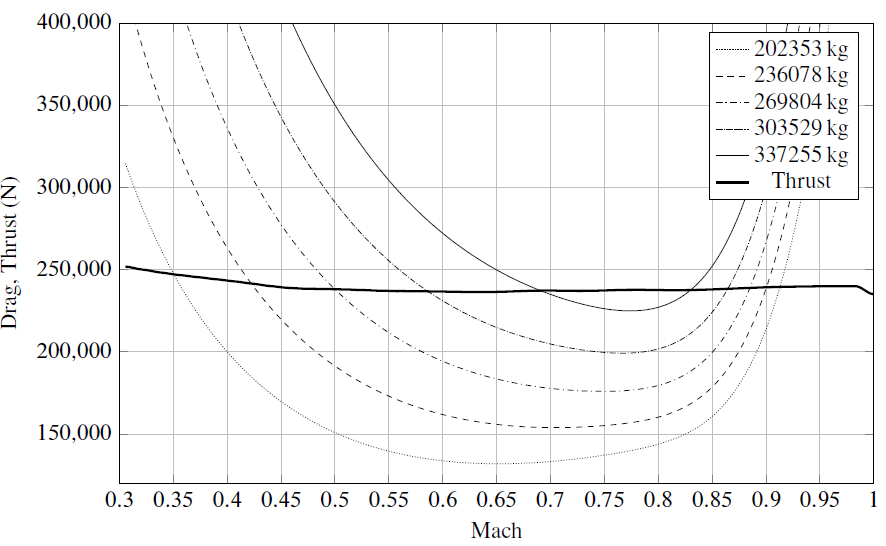 400,000
350,000
300,000
250,000
200,000
150,000
Drag, Thrust (N)
202353 kg
236078 kg
269804 kg
303529 kg
337255 kg
Thrust
0.3 0.35 0.4 0.45 0.5 0.55 0.6 0.65 0.7 0.75 0.8 0.85 0.9 0.95 1
Mach